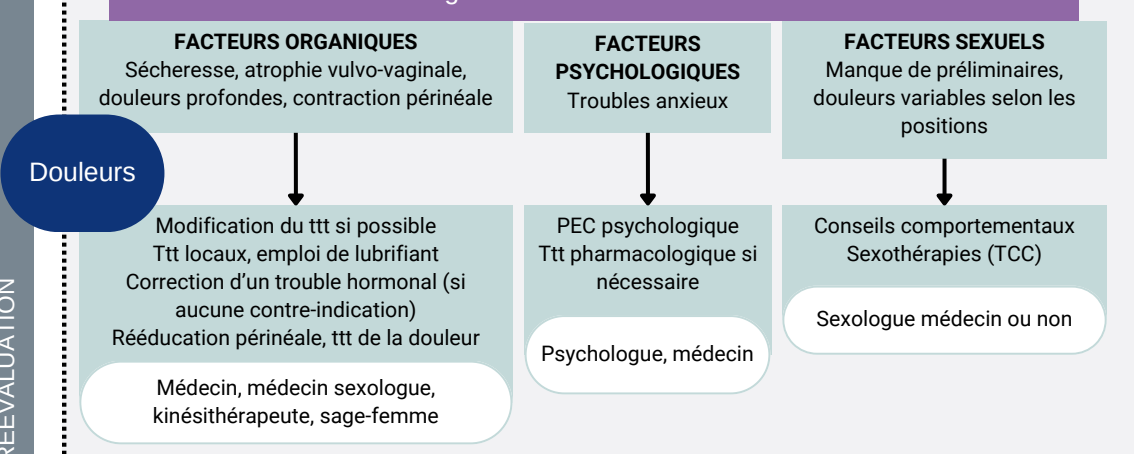 FACTEURS ORGANIQUES
Sécheresse, atrophie vulvo-vaginale,
douleurs profondes, contraction périnéale
FACTEURS
PSYCHOLOGIQUES
Troubles anxieux
FACTEURS SEXUELS
Manque de préliminaires,
douleurs variables selon les
positions
Douleurs
Modification du ttt si possible
Ttt locaux, emploi de lubrifiant
Correction d'un trouble hormonal (si
aucune contre-indication)
Rééducation périnéale, ttt de la douleur
Médecin, médecin sexologue,
kinésithérapeute, sage-femme
PEC psychologique
Ttt pharmacologique si
nécessaire
Psychologue, médecin
Conseils comportementaux
Sexothérapies (TCC)
Sexologue médecin ou non
REEVALUATION